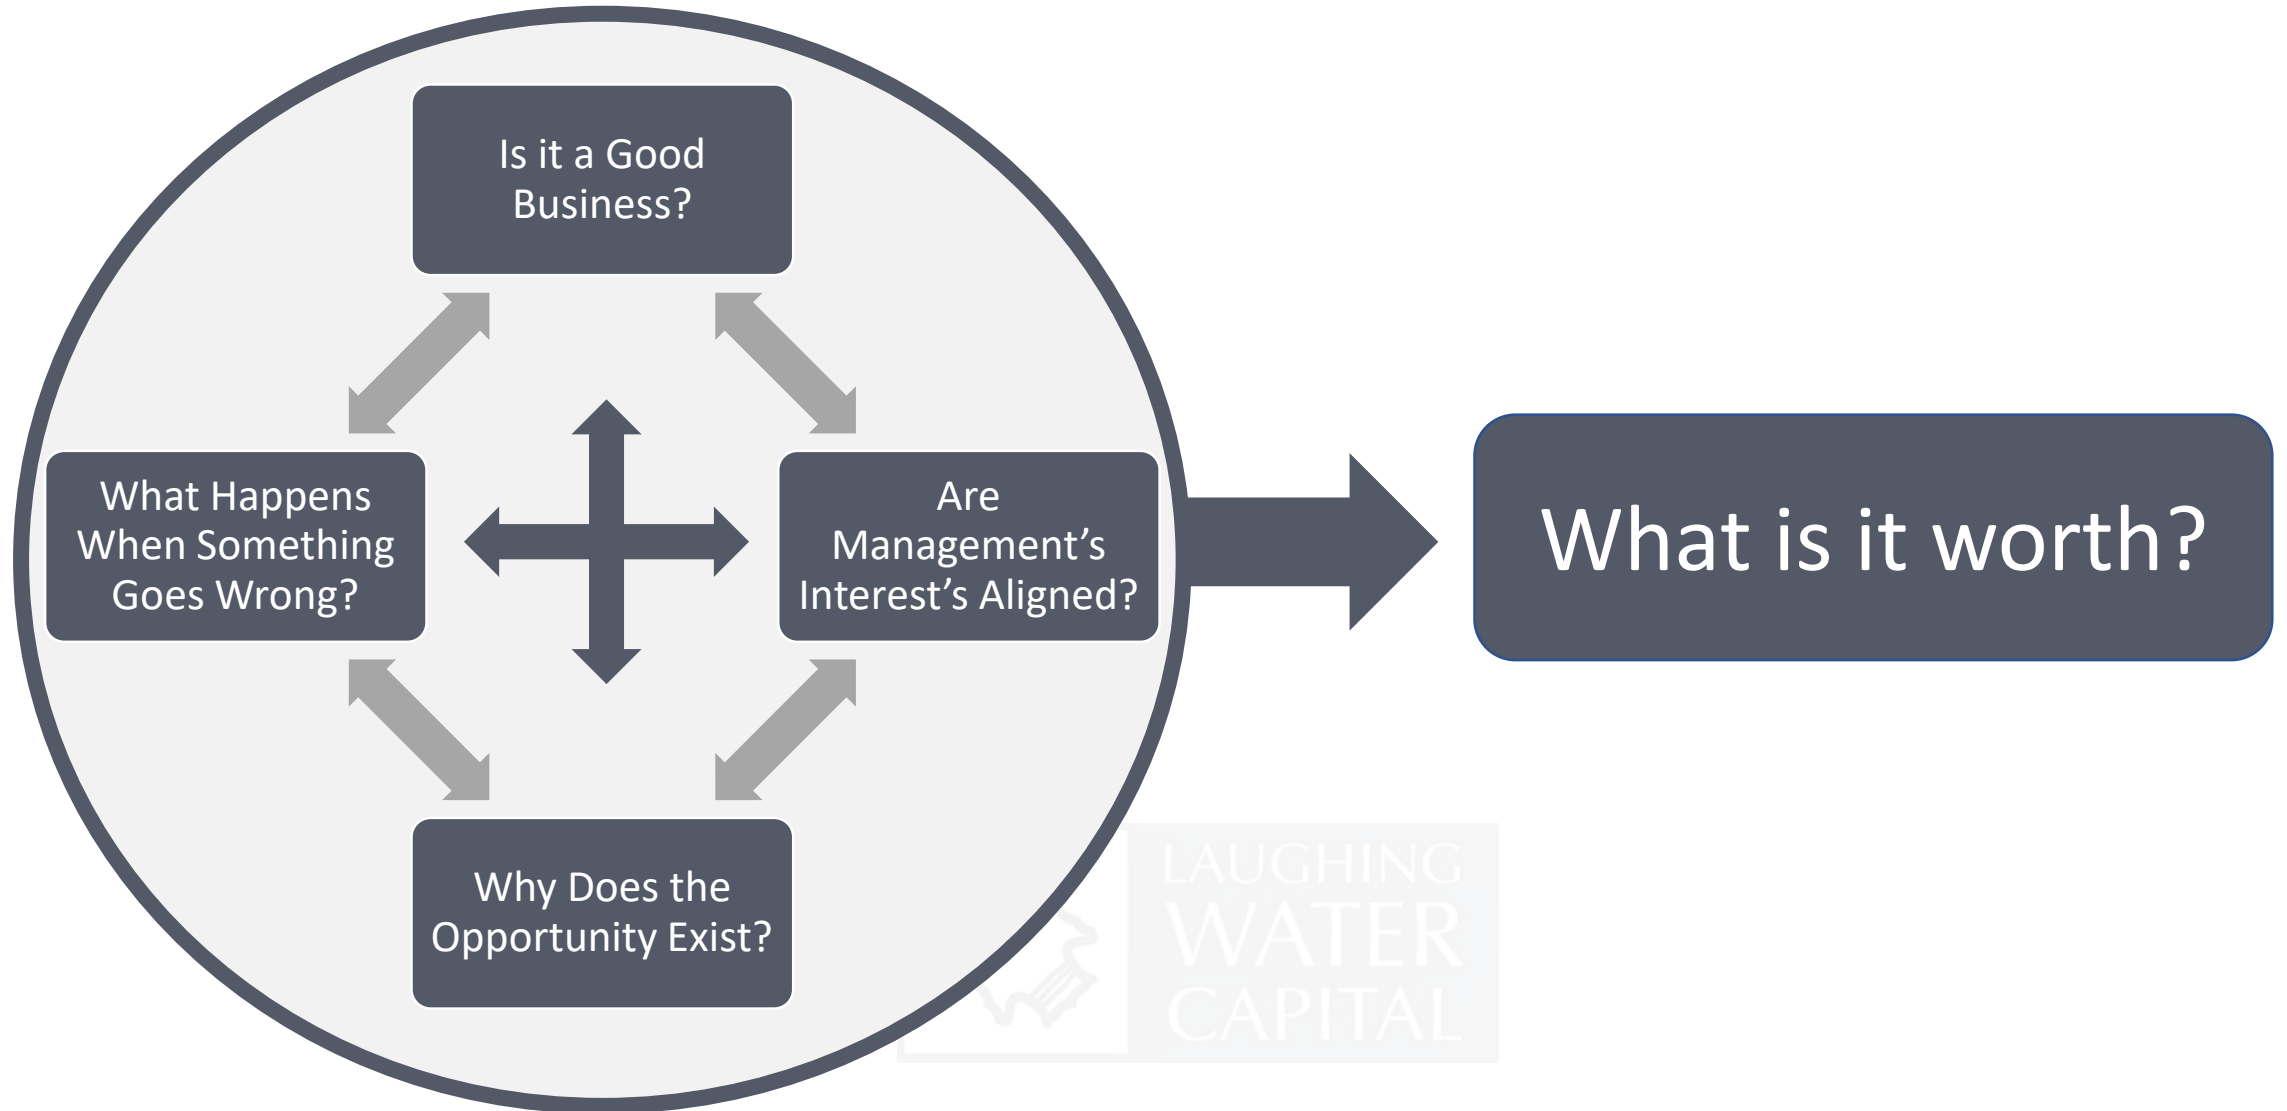 Is it a Good
Business?
What Happens
When Something
Goes Wrong?
Are
Management’s
Interest’s Aligned?
What is it worth?
Why Does the
Opportunity Exist?
LAUGHING
WATER
CAPITAL